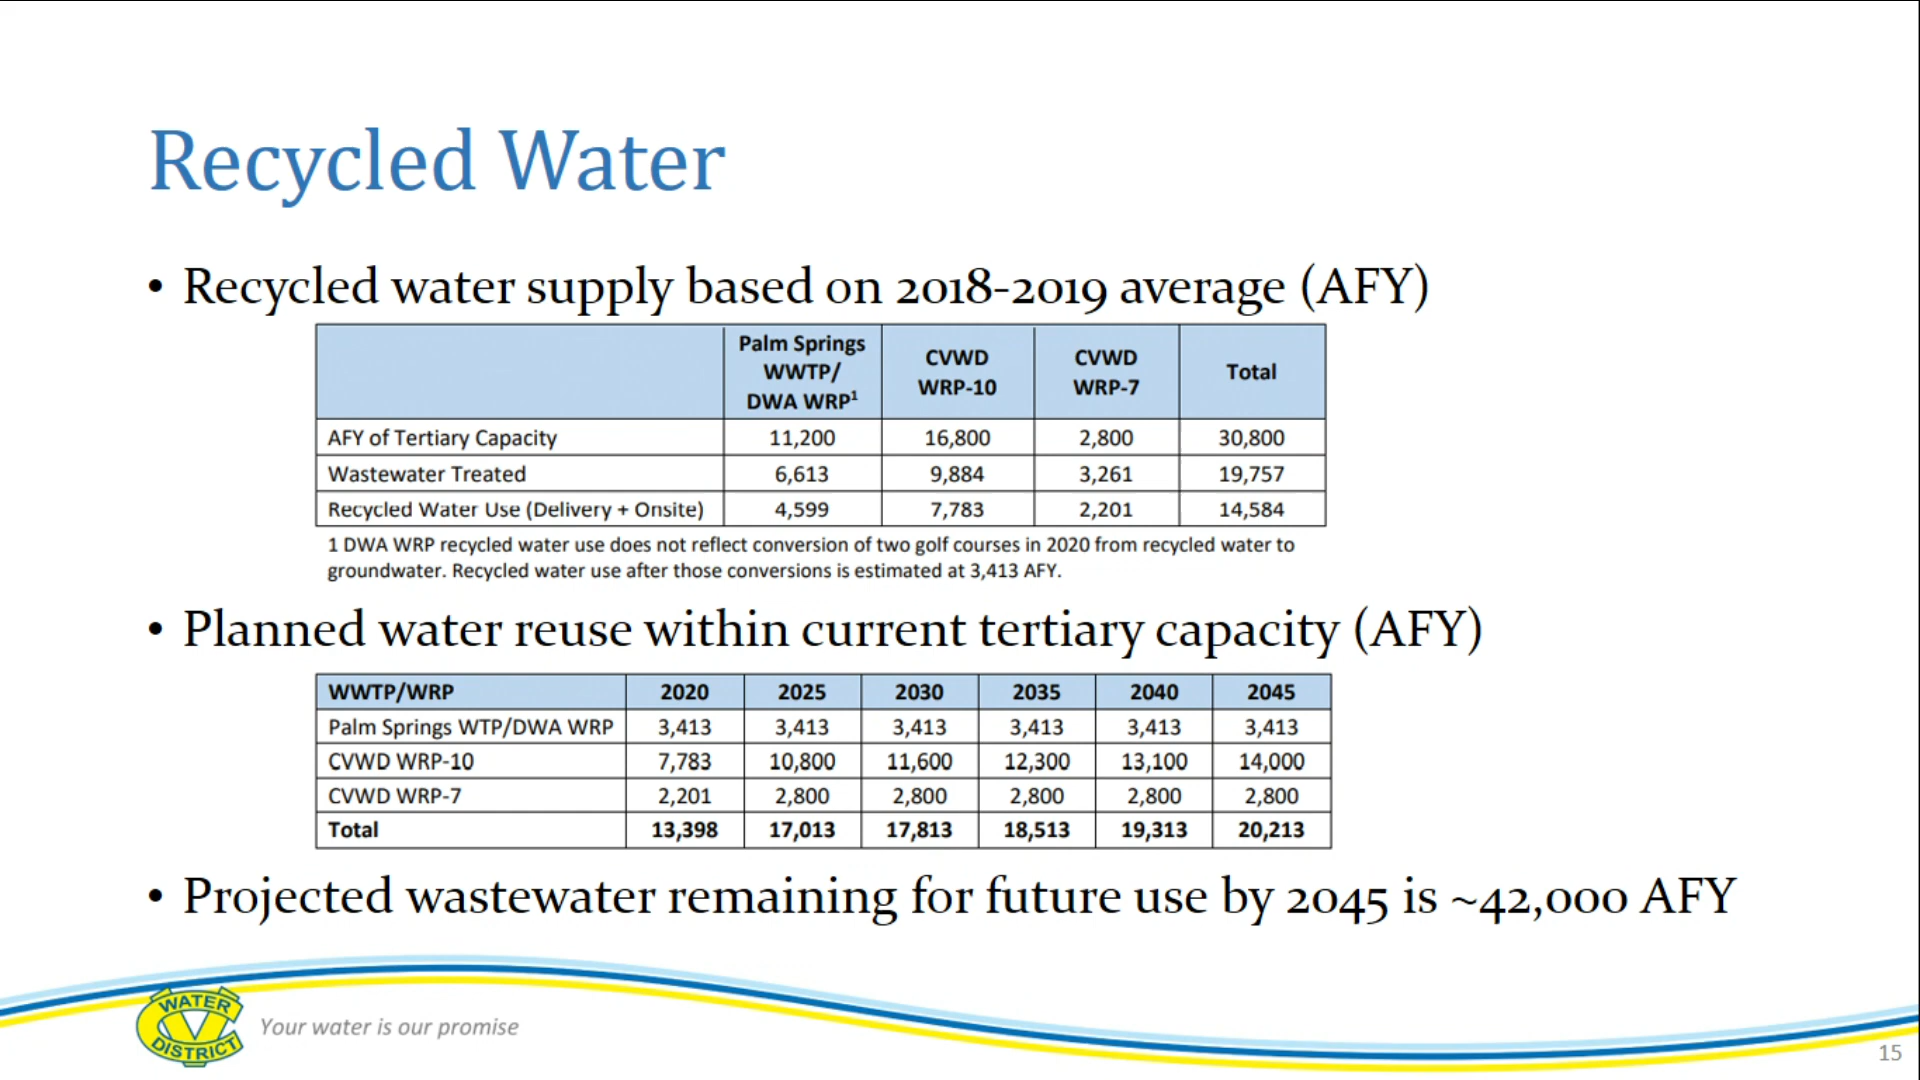 Recycled Water
• Recycled water supply based on 2018-2019 average (AFY)
Palm Springs WWTP/ DWA WRP¹ CVWD WRP-10 CVWD WRP-7 Total
AFY of Tertiary Capacity 11,200 16,800 2,800 30,800
Wastewater Treated 6,613 9,884 3,261 19,757
Recycled Water Use (Delivery + Onsite) 4,599 7,783 2,201 14,584
1 DWA WRP recycled water use does not reflect conversion of two golf courses in 2020 from recycled water to
groundwater. Recycled water use after those conversions is estimated at 3,413 AFY.
• Planned water reuse within current tertiary capacity (AFY)
WWTP/WRP 2020 2025 2030 2035 2040 2045
Palm Springs WTP/DWA WRP 3,413 3,413 3,413 3,413 3,413 3,413
CVWD WRP-10 7,783 10,800 11,600 12,300 13,100 14,000
CVWD WRP-7 2,201 2,800 2,800 2,800 2,800 2,800
Total 13,398 17,013 17,813 18,513 19,313 20,213
• Projected wastewater remaining for future use by 2045 is ~42,000 AFY
WATER
CV
DISTRICT
Your water is our promise
15